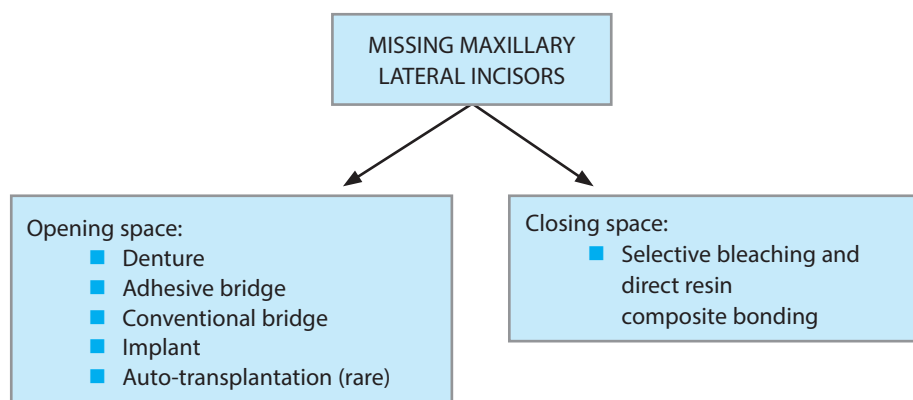 MISSING MAXILLARY
LATERAL INCISORS
Opening space:
■ Denture
■ Adhesive bridge
■ Conventional bridge
■ Implant
■ Auto-transplantation (rare)
Closing space:
■ Selective bleaching and
direct resin
composite bonding